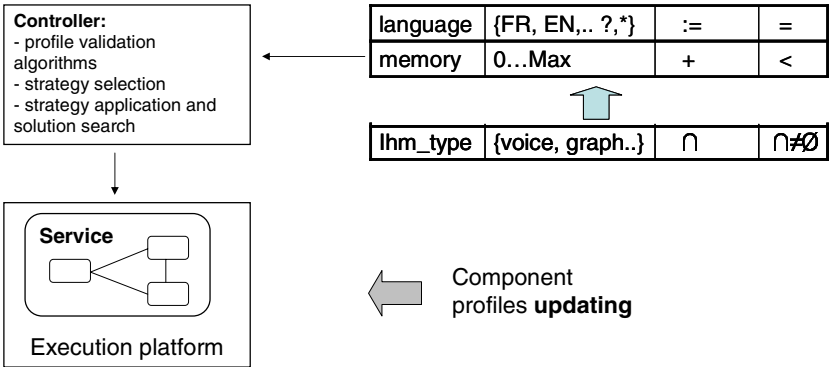 Controller:
- profile validation
algorithms
- strategy selection
- strategy application and
solution search
language {FR, EN,.. ?,*} := =
memory 0...Max + <
Ihm_type {voice, graph..} ∩ ∩≠Ø
Service
Execution platform
Component
profiles updating